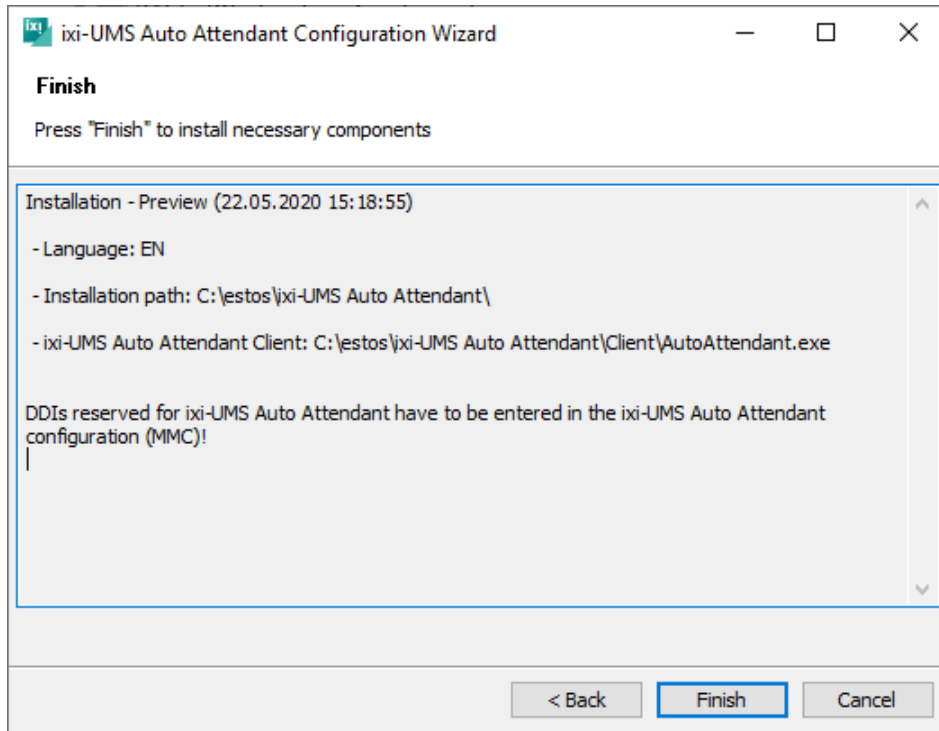 ixi
ixi-UMS Auto Attendant Configuration Wizard
Finish
Press "Finish" to install necessary components
Installation - Preview (22.05.2020 15:18:55)
- Language: EN
- Installation path: C:\estos\ixi-UMS Auto Attendant\
- ixi-UMS Auto Attendant Client: C:\estos\ixi-UMS Auto Attendant\Client\AutoAttendant.exe
DDIs reserved for ixi-UMS Auto Attendant have to be entered in the ixi-UMS Auto Attendant
configuration (MMC)!
< Back
Finish
Cancel